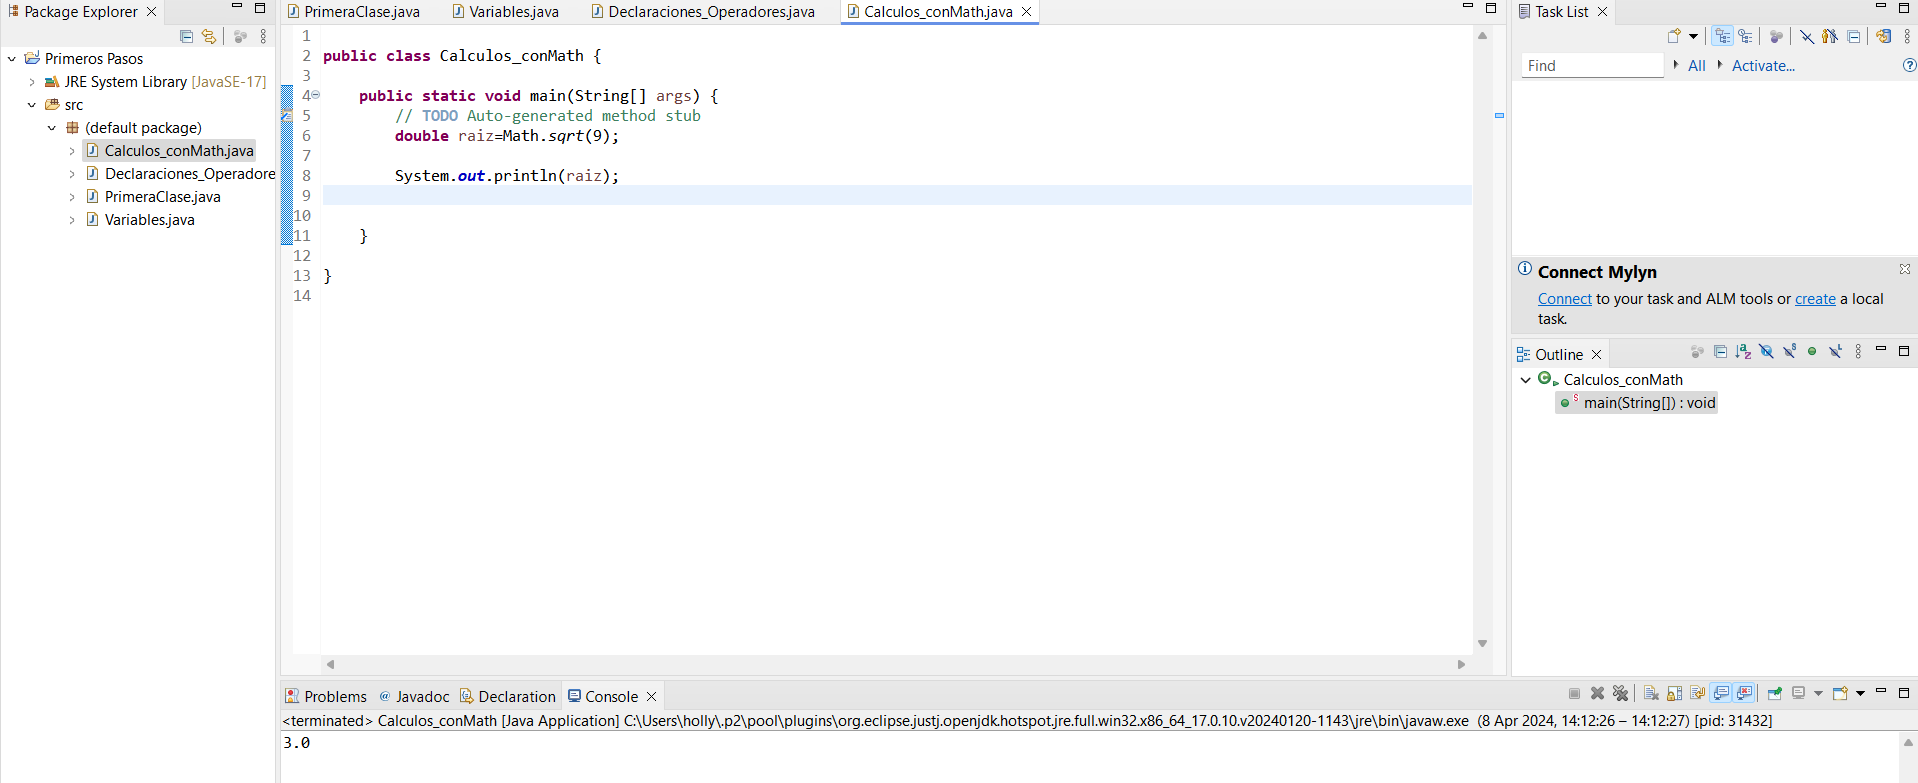 Package Explorer
Primeros Pasos
JRE System Library [JavaSE-17]
src
(default package)
Calculos_conMath.java
Declaraciones_Operadore
PrimeraClase.java
Variables.java
PrimeraClase.java Variables.java Declaraciones_Operadores.java Calculos_conMath.java
1
2 public class Calculos_conMath {
3
4 public static void main(String[] args) {
5 // TODO Auto-generated method stub
6 double raiz=Math.sqrt(9);
7
8 System.out.println(raiz);
9
10
11 }
12
13 }
14
Task List
Find All Activate...
Connect Mylyn
Connect to your task and ALM tools or create a local
task.
Outline
Calculos_conMath
main(String[]) : void
Problems @ Javadoc Declaration Console
<terminated> Calculos_conMath [Java Application] C:\Users\holly\.p2\pool\plugins\org.eclipse.justj.openjdk.hotspot.jre.full.win32.x86_64_17.0.10.v20240120-1143\jre\bin\javaw.exe (8 Apr 2024, 14:12:26 – 14:12:27) [pid: 31432]
3.0